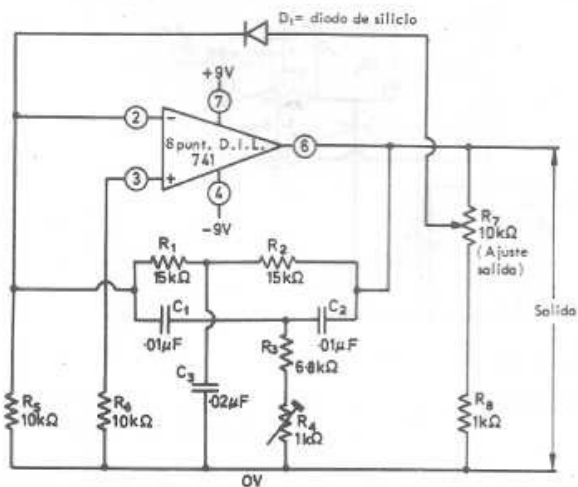 D1= diodo de silicio
+9V
7
2
-
8 punt. D.I.L.
741
6
3
+
4
-9V
R7
10kΩ
(Ajuste
salida)
Salida
R1
15kΩ
R2
15kΩ
C1
·01µF
C2
·01µF
R3
6·8kΩ
C3
·02µF
R4
1kΩ
R5
10kΩ
R6
10kΩ
R8
1kΩ
0V